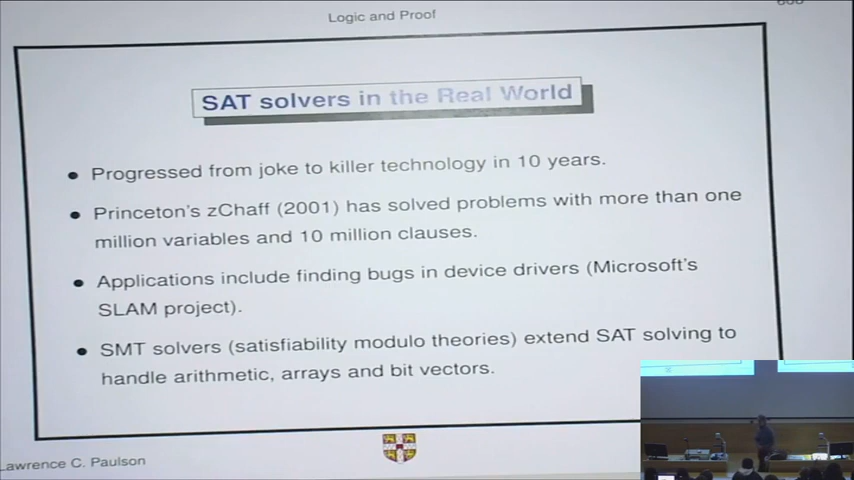 Logic and Proof
SAT solvers in the Real World
• Progressed from joke to killer technology in 10 years.
• Princeton's zChaff (2001) has solved problems with more than one
million variables and 10 million clauses.
• Applications include finding bugs in device drivers (Microsoft's
SLAM project).
• SMT solvers (satisfiability modulo theories) extend SAT solving to
handle arithmetic, arrays and bit vectors.
Lawrence C. Paulson